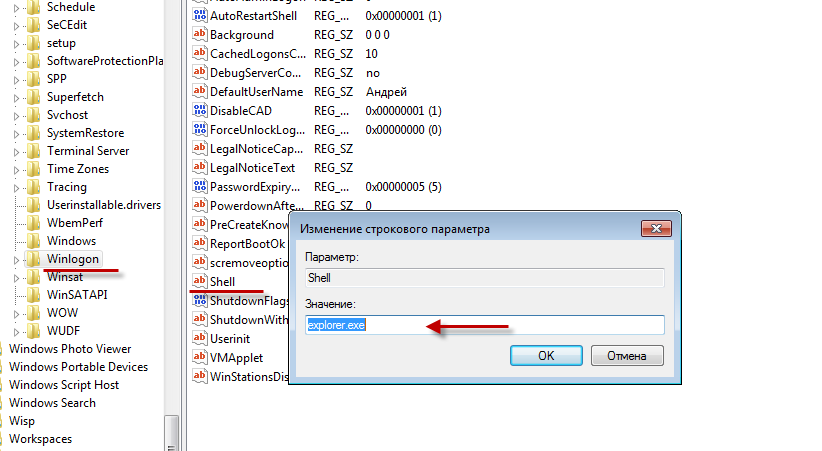 Schedule
SeCEdit
setup
SoftwareProtectionPla
SPP
Superfetch
Svchost
SystemRestore
Terminal Server
Time Zones
Tracing
Userinstallable.drivers
WbemPerf
Windows
Winlogon
Winsat
WinSATAPI
WOW
WUDF
Windows Photo Viewer
Windows Portable Devices
Windows Script Host
Windows Search
Wisp
Workspaces
AutoRestartShell REG_... 0x00000001 (1)
Background REG_SZ 0 0 0
CachedLogonsC... REG_SZ 10
DebugServerCo... REG_SZ no
DefaultUserName REG_SZ Андрей
DisableCAD REG_... 0x00000001 (1)
ForceUnlockLog... REG_... 0x00000000 (0)
LegalNoticeCap... REG_SZ
LegalNoticeText REG_SZ
PasswordExpiry... REG_... 0x00000005 (5)
PowerdownAfte... REG_SZ 0
PreCreateKnow
ReportBootOk
scremoveoptio
Shell
ShutdownFlags
ShutdownWith
Userinit
VMApplet
WinStationsDis
Изменение строкового параметра
Параметр:
Shell
Значение:
explorer.exe
OK Отмена